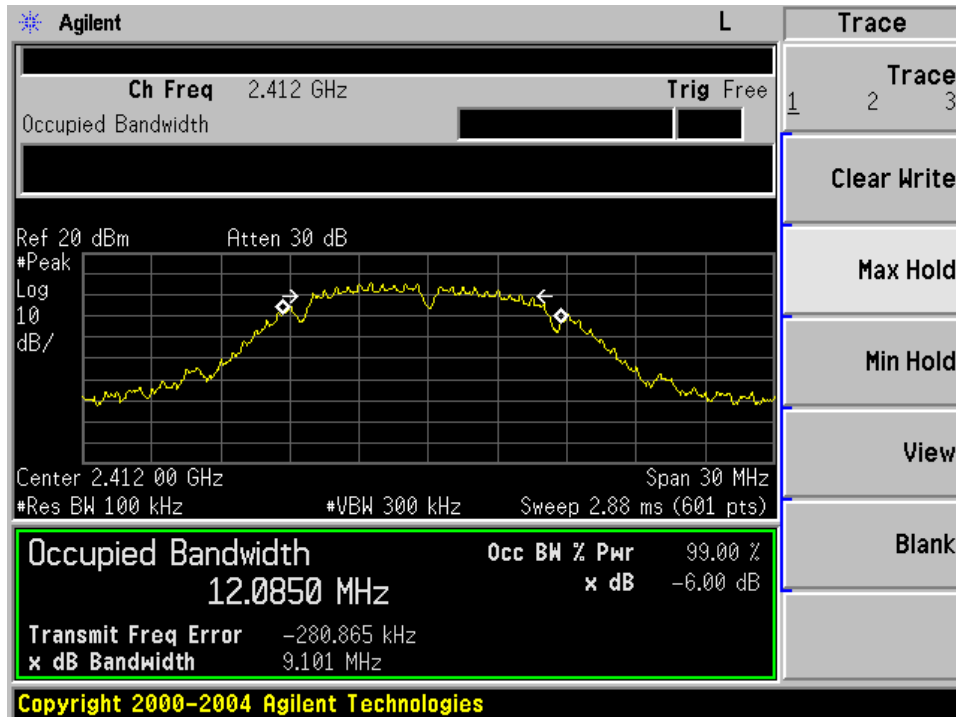 Agilent L Trace
Ch Freq 2.412 GHz Trig Free
Occupied Bandwidth
Trace
1 2 3
Clear Write
Max Hold
Min Hold
View
Blank
Ref 20 dBm Atten 30 dB
#Peak
Log
10
dB/
Center 2.412 00 GHz Span 30 MHz
#Res BW 100 kHz #VBW 300 kHz Sweep 2.88 ms (601 pts)
Occupied Bandwidth Occ BW % Pwr 99.00 %
12.0850 MHz x dB -6.00 dB
Transmit Freq Error -280.865 kHz
x dB Bandwidth 9.101 MHz
Copyright 2000-2004 Agilent Technologies